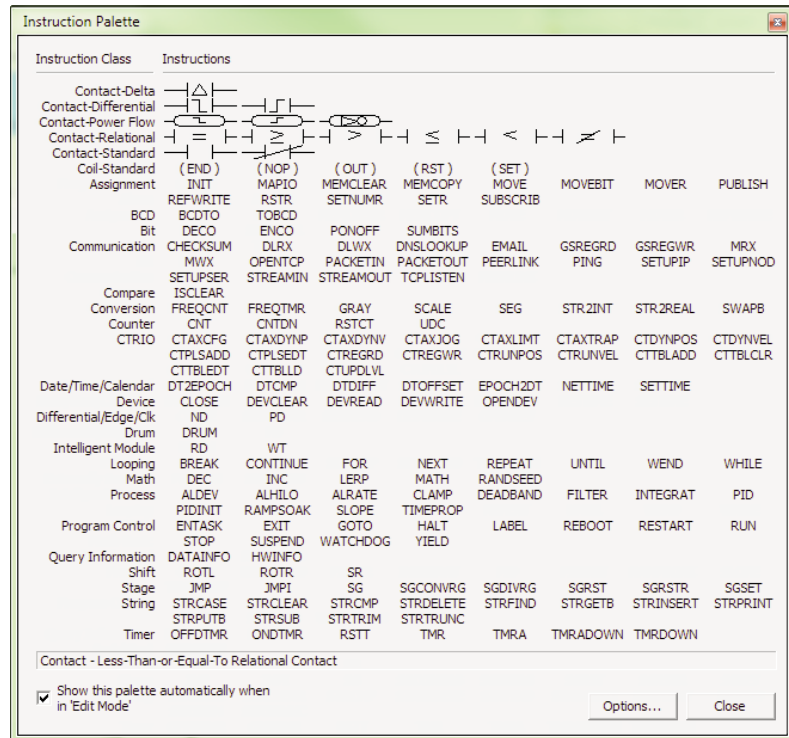 Instruction Palette
Instruction Class Instructions
Contact-Delta
Contact-Differential
Contact-Power Flow
Contact-Relational = ≥ > ≤ < ≠
Contact-Standard
Coil-Standard ( END ) ( NOP ) ( OUT ) ( RST ) ( SET )
Assignment INIT MAPIO MEMCLEAR MEMCOPY MOVE MOVEBIT MOVER PUBLISH
REFWRITE RSTR SETNUMR SETR SUBSCRIB
BCD BCDTO TOBCD
Bit DECO ENCO PONOFF SUMBITS
Communication CHECKSUM DLRX DLWX DNSLOOKUP EMAIL GSREGRD GSREGWR MRX
MWX OPENTCP PACKETIN PACKETOUT PEERLINK PING SETUPIP SETUPNOD
SETUPSER STREAMIN STREAMOUT TCPLISTEN
Compare ISCLEAR
Conversion FREQCNT FREQTMR GRAY SCALE SEG STR2INT STR2REAL SWAPB
Counter CNT CNTDN RSTCT UDC
CTRIO CTAXCFG CTAXDYNP CTAXDYNV CTAXJOG CTAXLIMT CTAXTRAP CTDYNPOS CTDYNVEL
CTPLSADD CTPLSEDT CTREGRD CTREGWR CTRUNPOS CTRUNVEL CTTBLADD CTTBLCLR
CTTBLEDT CTTBLLD CTUPDLVL
Date/Time/Calendar DT2EPOCH DTCMP DTDIFF DTOFFSET EPOCH2DT NETTIME SETTIME
Device CLOSE DEVCLEAR DEVREAD DEVWRITE OPENDEV
Differential/Edge/Clk ND PD
Drum DRUM
Intelligent Module RD WT
Looping BREAK CONTINUE FOR NEXT REPEAT UNTIL WEND WHILE
Math DEC INC LERP MATH RANDSEED
Process ALDEV ALHILO ALRATE CLAMP DEADBAND FILTER INTEGRAT PID
PIDINIT RAMPSOAK SLOPE TIMEPROP
Program Control ENTASK EXIT GOTO HALT LABEL REBOOT RESTART RUN
STOP SUSPEND WATCHDOG YIELD
Query Information DATAINFO HWINFO
Shift ROTL ROTR SR
Stage JMP JMPI SG SGCONVRG SGDIVRG SGRST SGRSTR SGSET
String STRCASE STRCLEAR STRCMP STRDELETE STRFIND STRGETB STRINSERT STRPRINT
STRPUTB STRSUB STRTRIM STRTRUNC
Timer OFFDTMR ONDTMR RSTT TMR TMRA TMRADOWN TMRDOWN
Contact - Less-Than-or-Equal-To Relational Contact
Show this palette automatically when
in 'Edit Mode'
Options... Close